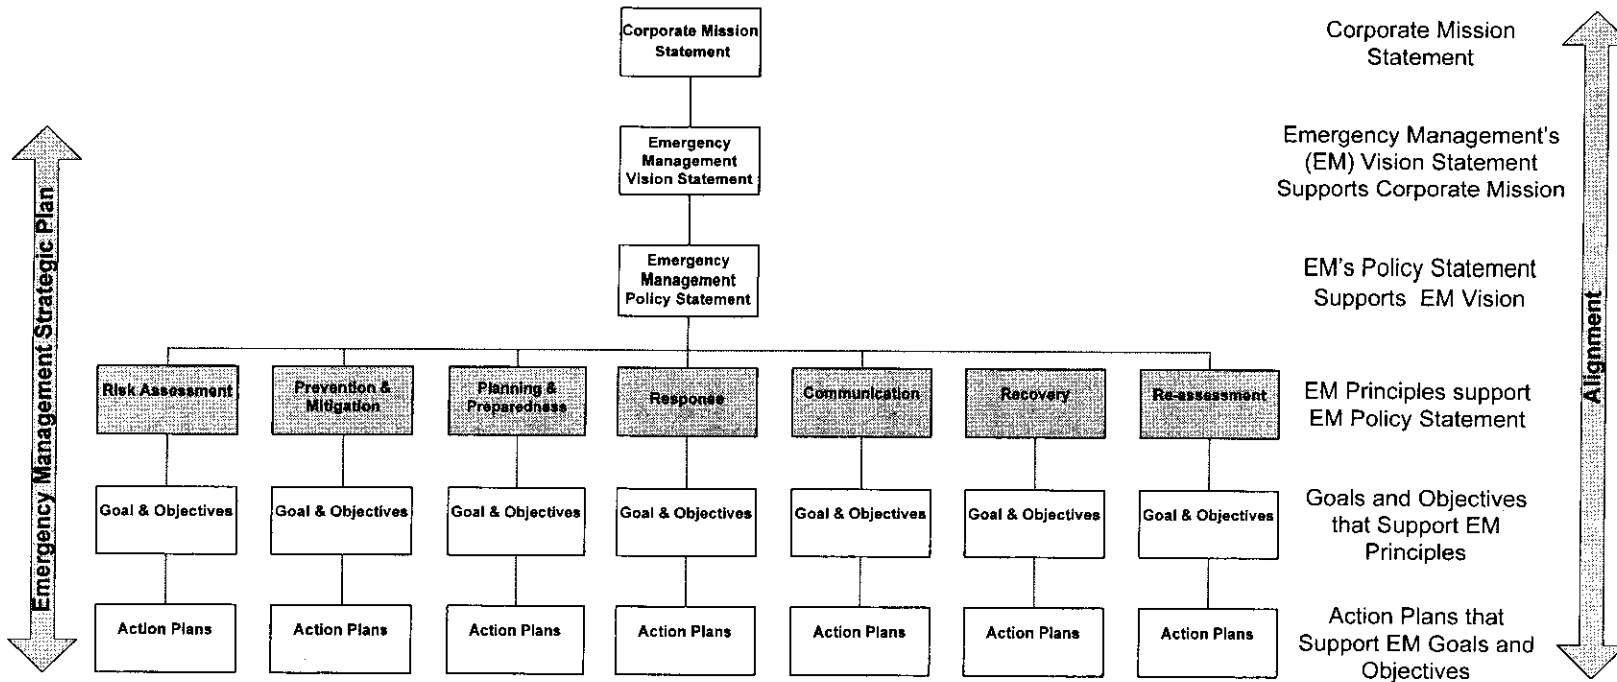 Corporate Mission
Statement
Corporate Mission
Statement
Emergency
Management
Vision Statement
Emergency Management's
(EM) Vision Statement
Supports Corporate Mission
Emergency
Management
Policy Statement
EM's Policy Statement
Supports EM Vision
Emergency Management Strategic Plan
Alignment
Risk Assessment
Prevention &
Mitigation
Planning &
Preparedness
Response
Communication
Recovery
Re-assessment
EM Principles support
EM Policy Statement
Goal & Objectives
Goal & Objectives
Goal & Objectives
Goal & Objectives
Goal & Objectives
Goal & Objectives
Goal & Objectives
Goals and Objectives
that Support EM
Principles
Action Plans
Action Plans
Action Plans
Action Plans
Action Plans
Action Plans
Action Plans
Action Plans that
Support EM Goals and
Objectives